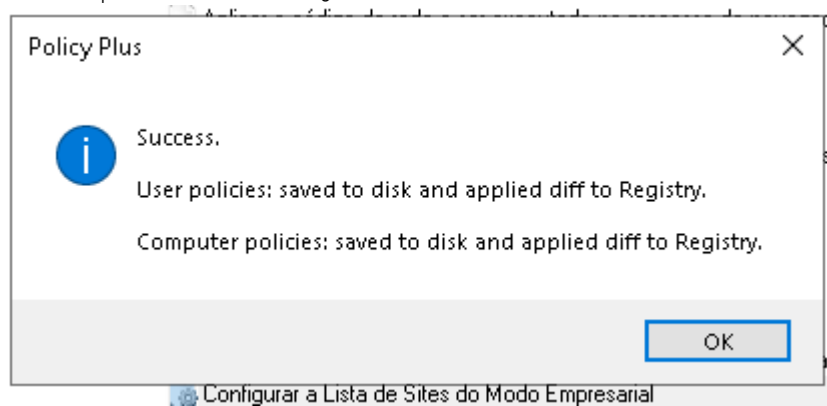 Policy Plus
Success.
User policies: saved to disk and applied diff to Registry.
Computer policies: saved to disk and applied diff to Registry.
OK
Configurar a Lista de Sites do Modo Empresarial